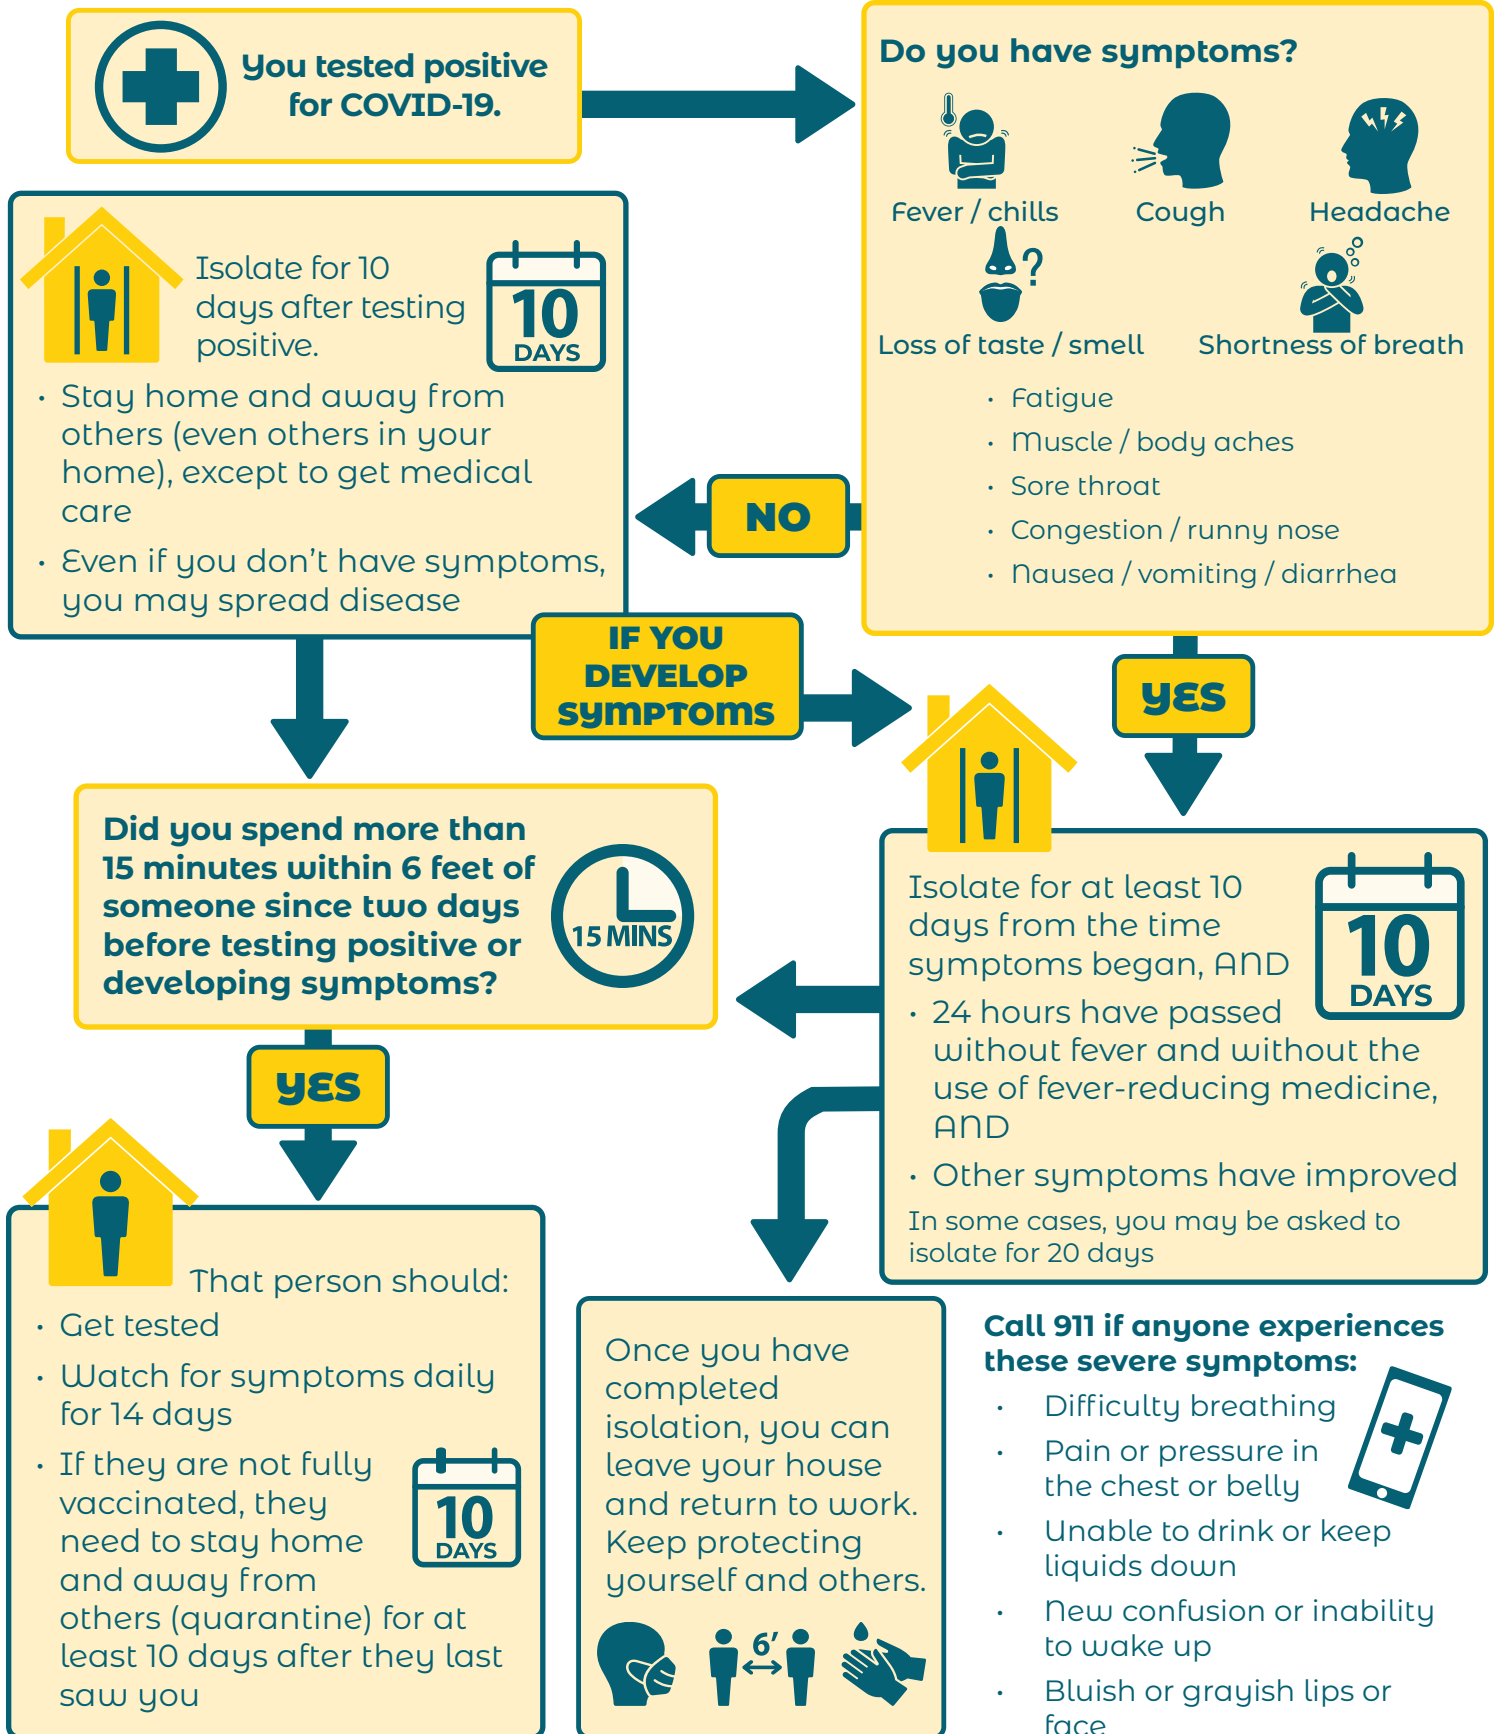 You tested positive
for COVID-19.
Do you have symptoms?
Fever / chills
Cough
Headache
?
Loss of taste / smell
Shortness of breath
· Fatigue
· Muscle / body aches
· Sore throat
· Congestion / runny nose
· Nausea / vomiting / diarrhea
NO
YES
Isolate for 10
days after testing
positive.
10
DAYS
· Stay home and away from
others (even others in your
home), except to get medical
care
· Even if you don't have symptoms,
you may spread disease
IF YOU
DEVELOP
SYMPTOMS
Isolate for at least 10
days from the time
symptoms began, AND
10
DAYS
· 24 hours have passed
without fever and without the
use of fever-reducing medicine,
AND
· Other symptoms have improved
In some cases, you may be asked to
isolate for 20 days
Did you spend more than
15 minutes within 6 feet of
someone since two days
before testing positive or
developing symptoms?
15 MINS
YES
That person should:
· Get tested
· Watch for symptoms daily
for 14 days
· If they are not fully
vaccinated, they
need to stay home
and away from
others (quarantine) for at
least 10 days after they last
saw you
10
DAYS
Once you have
completed
isolation, you can
leave your house
and return to work.
Keep protecting
yourself and others.
6'
Call 911 if anyone experiences
these severe symptoms:
· Difficulty breathing
· Pain or pressure in
the chest or belly
· Unable to drink or keep
liquids down
· New confusion or inability
to wake up
· Bluish or grayish lips or
face